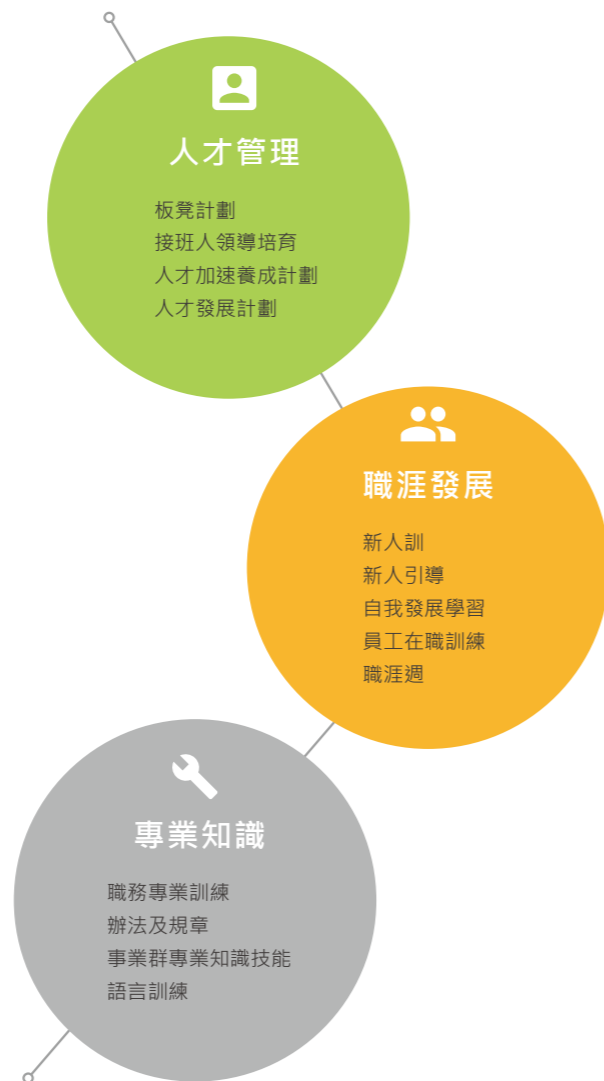 人才管理
板凳計劃
接班人領導培育
人才加速養成計劃
人才發展計劃
職涯發展
新人訓
新人引導
自我發展學習
員工在職訓練
職涯週
專業知識
職務專業訓練
辦法及規章
事業群專業知識技能
語言訓練